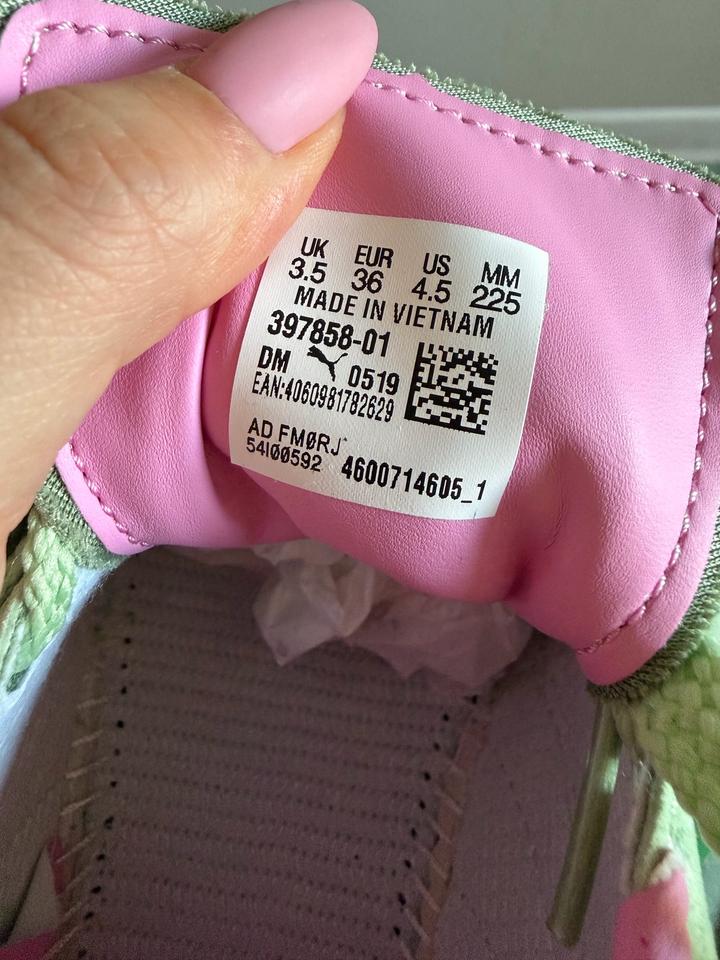 UK EUR US MM
3.5 36 4.5 225
MADE IN VIETNAM
397858-01
DM 0519
EAN:4060981782629
AD FMØRJ*
54I00592 4600714605_1